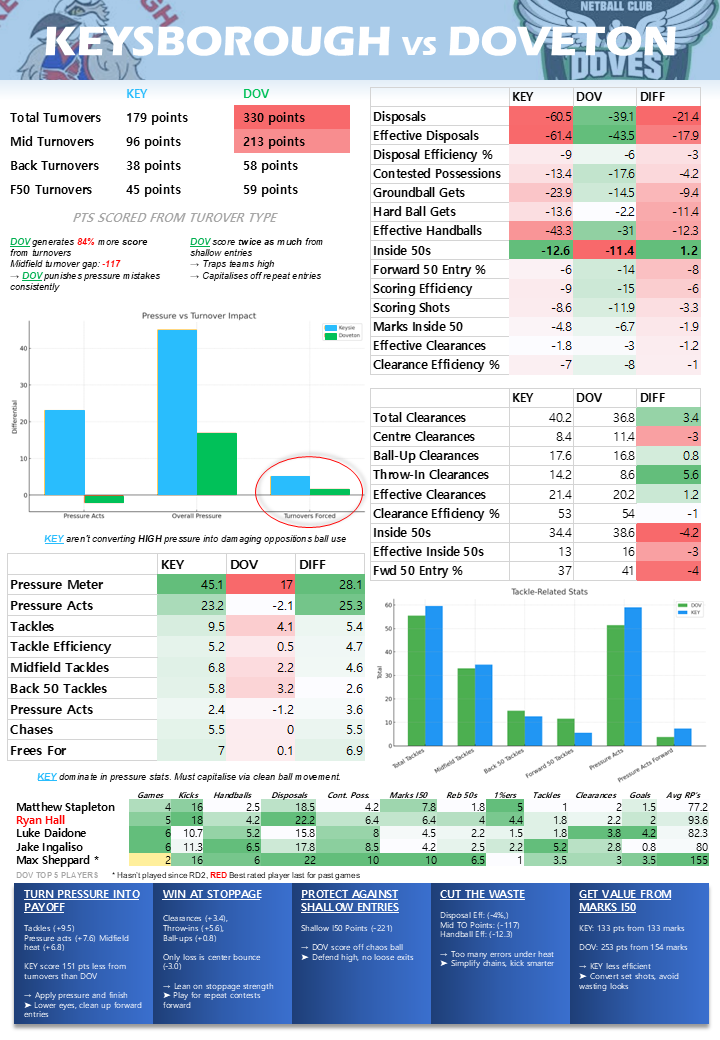 NETBALL CLUB
KEYSBOROUGH VS DOVETON
DOVES
KEY DOV
Total Turnovers 179 points 330 points
Mid Turnovers 96 points 213 points
Back Turnovers 38 points 58 points
F50 Turnovers 45 points 59 points
PTS SCORED FROM TUROVER TYPE
DOV generates 84% more score
from turnovers
Midfield turnover gap: -117
→ DOV punishes pressure mistakes
consistently
DOV score twice as much from
shallow entries
→ Traps teams high
→ Capitalises off repeat entries
Pressure vs Turnover Impact
Keysie
Doveton
Differential
40
30
20
10
0
Pressure Acts Overall Pressure Turnovers Forced
KEY aren't converting HIGH pressure into damaging oppositions ball use
KEY DOV DIFF
Pressure Meter 45.1 17 28.1
Pressure Acts 23.2 -2.1 25.3
Tackles 9.5 4.1 5.4
Tackle Efficiency 5.2 0.5 4.7
Midfield Tackles 6.8 2.2 4.6
Back 50 Tackles 5.8 3.2 2.6
Pressure Acts 2.4 -1.2 3.6
Chases 5.5 0 5.5
Frees For 7 0.1 6.9
KEY dominate in pressure stats. Must capitalise via clean ball movement.
KEY DOV DIFF
Disposals -60.5 -39.1 -21.4
Effective Disposals -61.4 -43.5 -17.9
Disposal Efficiency % -9 -6 -3
Contested Possessions -13.4 -17.6 -4.2
Groundball Gets -23.9 -14.5 -9.4
Hard Ball Gets -13.6 -2.2 -11.4
Effective Handballs -43.3 -31 -12.3
Inside 50s -12.6 -11.4 1.2
Forward 50 Entry % -6 -14 -8
Scoring Efficiency -9 -15 -6
Scoring Shots -8.6 -11.9 -3.3
Marks Inside 50 -4.8 -6.7 -1.9
Effective Clearances -1.8 -3 -1.2
Clearance Efficiency % -7 -8 -1
KEY DOV DIFF
Total Clearances 40.2 36.8 3.4
Centre Clearances 8.4 11.4 -3
Ball-Up Clearances 17.6 16.8 0.8
Throw-In Clearances 14.2 8.6 5.6
Effective Clearances 21.4 20.2 1.2
Clearance Efficiency % 53 54 -1
Inside 50s 34.4 38.6 -4.2
Effective Inside 50s 13 16 -3
Fwd 50 Entry % 37 41 -4
Tackle-Related Stats
DOV
KEY
Total
60
50
40
30
20
10
0
Total Tackles Midfield Tackles Back 50 Tackles Forward 50 Tackles Pressure Acts Pressure Acts Forward
Games Kicks Handballs Disposals Cont. Poss. Marks I50 Reb 50s 1%ers Tackles Clearances Goals Avg RP's
Matthew Stapleton 4 16 2.5 18.5 4.2 7.8 1.8 5 1 2 1.5 77.2
Ryan Hall 5 18 4.2 22.2 6.4 6.4 4 4.4 1.8 2.2 2 93.6
Luke Daidone 6 10.7 5.2 15.8 8 4.5 2.2 1.5 1.8 3.8 4.2 82.3
Jake Ingaliso 6 11.3 6.5 17.8 8.5 4.2 2.5 2.2 5.2 2.8 0.8 80
Max Sheppard * 2 16 6 22 10 10 6.5 1 3.5 3.5 3.5 155
DOV TOP 5 PLAYERS * Hasn't played since RD2, RED Best rated player last for past games
TURN PRESSURE INTO
PAYOFF
Tackles (+9.5)
Pressure acts (+7.6) Midfield
heat (+6.8)
KEY score 151 pts less from
turnovers than DOV
→ Apply pressure and finish
➤ Lower eyes, clean up forward
entries
WIN AT STOPPAGE
Clearances (+3.4),
Throw-ins (+5.6),
Ball-ups (+0.8)
Only loss is center bounce
(-3.0)
→ Lean on stoppage strength
➤ Play for repeat contests
forward
PROTECT AGAINST
SHALLOW ENTRIES
Shallow I50 Points (-221)
→ DOV score off chaos ball
➤ Defend high, no loose exits
CUT THE WASTE
Disposal Eff: (-4%,)
Mid TO Points: (-117)
Handball Eff: (-12.3)
→ Too many errors under heat
➤ Simplify chains, kick smarter
GET VALUE FROM
MARKS I50
KEY: 133 pts from 133 marks
DOV: 253 pts from 154 marks
→ KEY less efficient
➤ Convert set shots, avoid
wasting looks